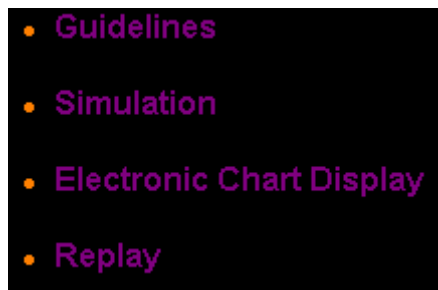 Guidelines
Simulation
Electronic Chart Display
Replay